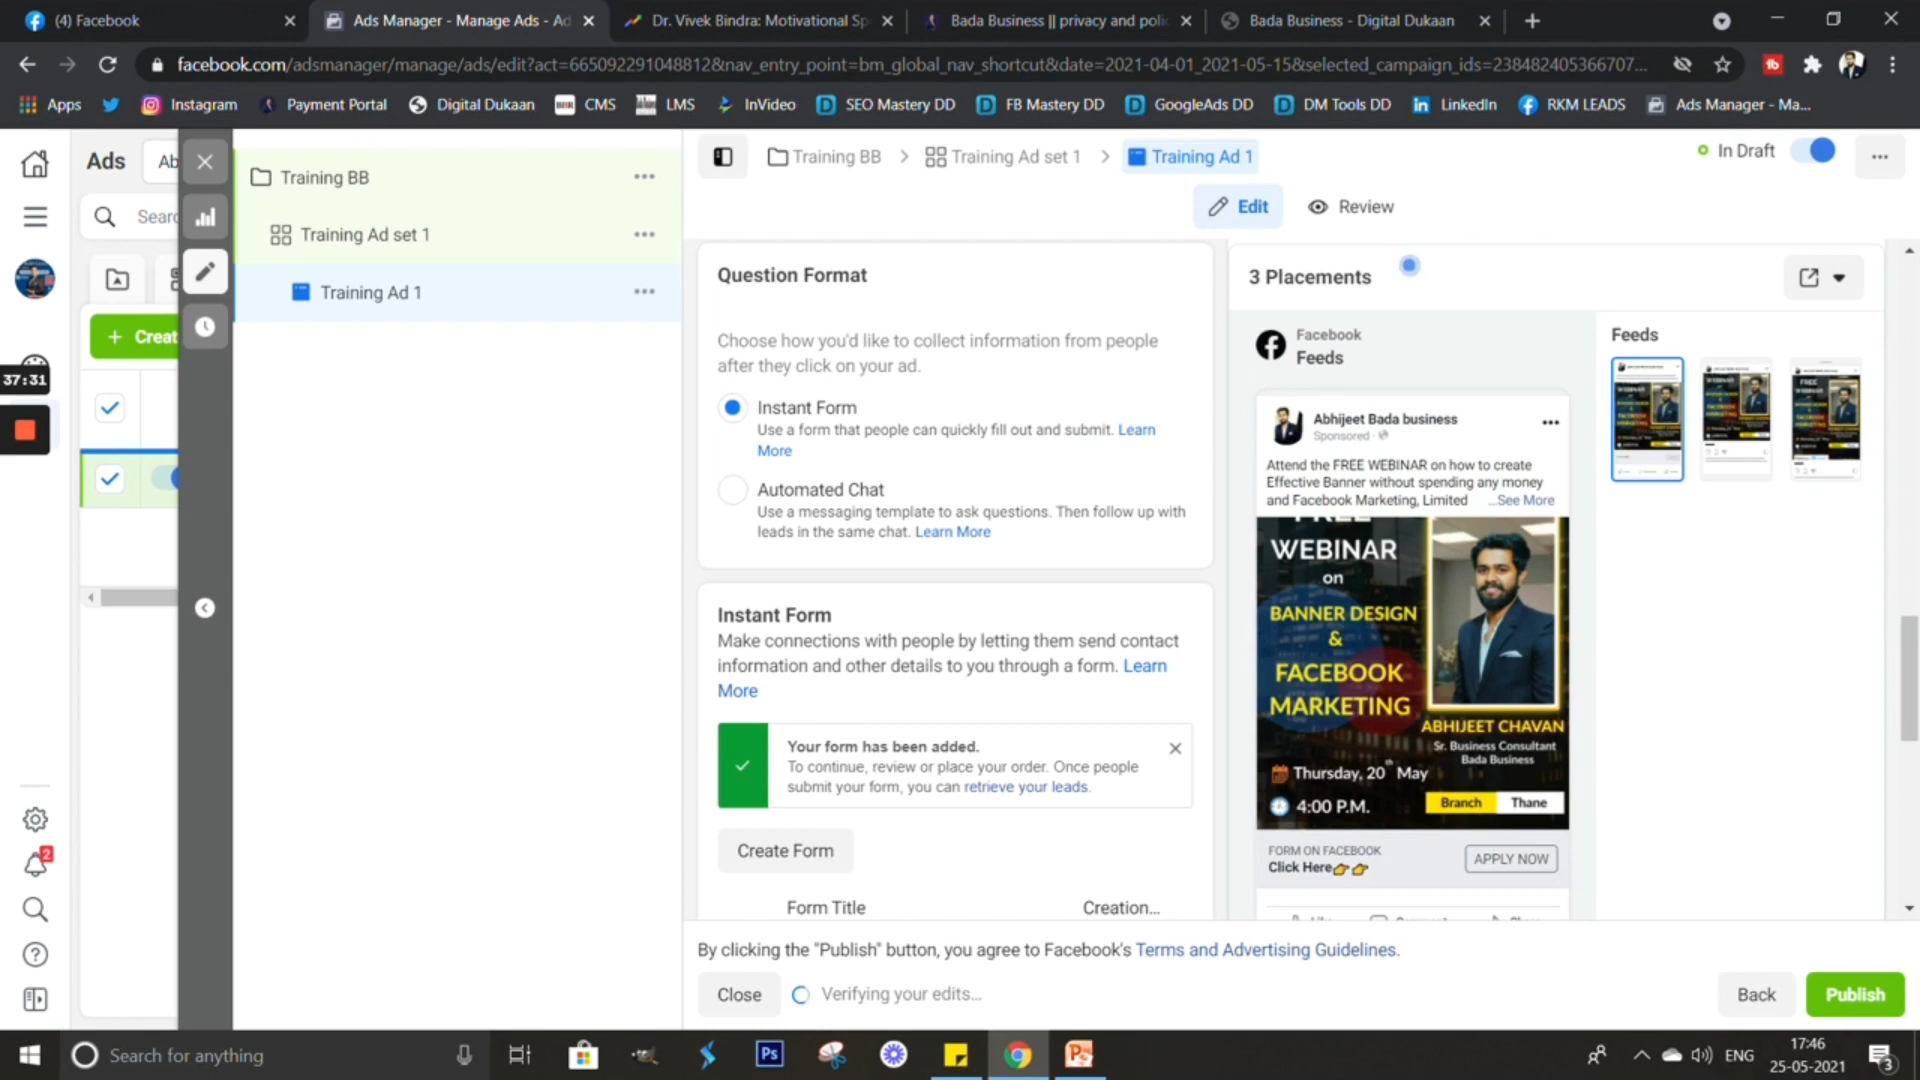 (4) Facebook
Ads Manager - Manage Ads - Ad
Dr. Vivek Bindra: Motivational Sp
Bada Business || privacy and poli
Bada Business - Digital Dukaan
facebook.com/adsmanager/manage/ads/edit?act=665092291048812&nav_entry_point=bm_global_nav_shortcut&date=2021-04-01_2021-05-15&selected_campaign_ids=238482405366707...
Apps
Instagram
Payment Portal
Digital Dukaan
CMS
LMS
InVideo
SEO Mastery DD
FB Mastery DD
GoogleAds DD
DM Tools DD
LinkedIn
RKM LEADS
Ads Manager - Ma...
Ads
Ab
Searc
+ Creat
37:31
2
Training BB
Training Ad set 1
Training Ad 1
Training BB > Training Ad set 1 > Training Ad 1
In Draft
Edit
Review
Question Format
Choose how you'd like to collect information from people
after they click on your ad.
Instant Form
Use a form that people can quickly fill out and submit. Learn
More
Automated Chat
Use a messaging template to ask questions. Then follow up with
leads in the same chat. Learn More
Instant Form
Make connections with people by letting them send contact
information and other details to you through a form. Learn
More
Your form has been added.
To continue, review or place your order. Once people
submit your form, you can retrieve your leads.
Create Form
Form Title
Creation...
3 Placements
Facebook
Feeds
Feeds
Abhijeet Bada business
Sponsored ·
Attend the FREE WEBINAR on how to create
Effective Banner without spending any money
and Facebook Marketing, Limited ...See More
FREE
WEBINAR
on
BANNER DESIGN
&
FACEBOOK
MARKETING
ABHIJEET CHAVAN
Sr. Business Consultant
Bada Business
Thursday, 20th May
4:00 P.M.
Branch Thane
FORM ON FACEBOOK
Click Here👉👉
APPLY NOW
By clicking the "Publish" button, you agree to Facebook's Terms and Advertising Guidelines.
Close
Verifying your edits...
Back
Publish
Search for anything
ENG
17:46
25-05-2021
3